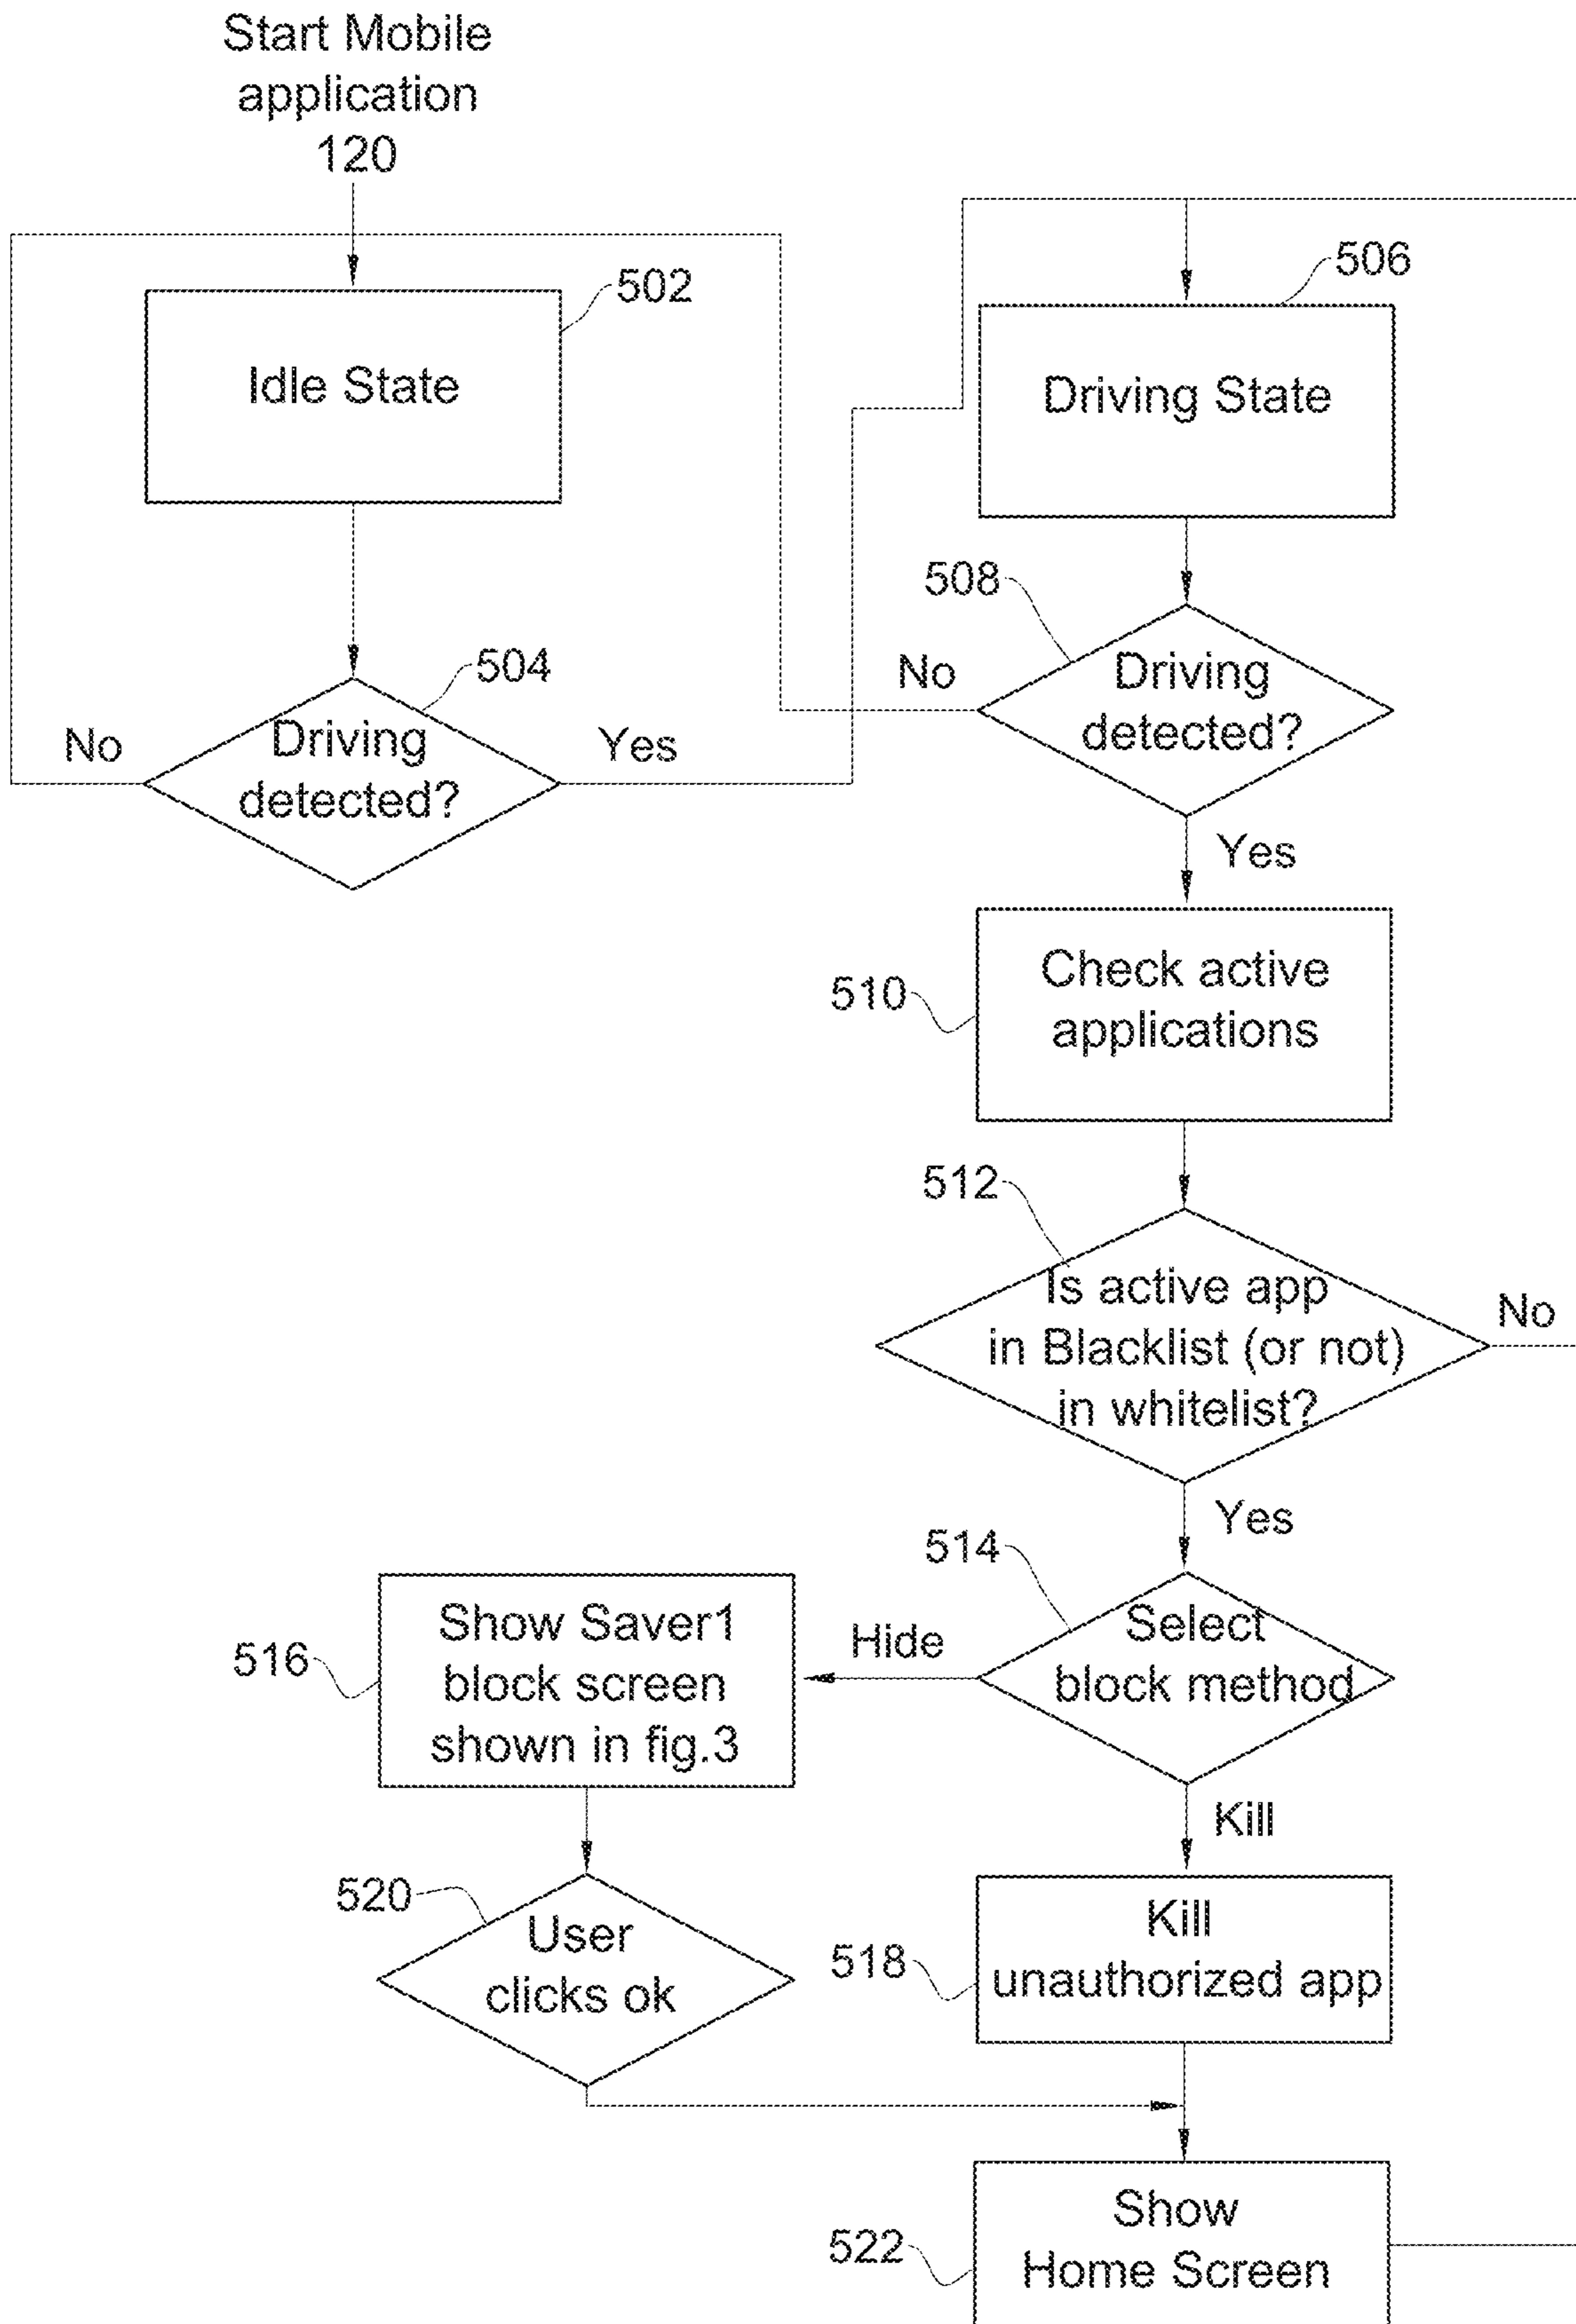 Start Mobile
application
120
502
Idle State
504
Driving
detected?
No
Yes
506
Driving State
508
Driving
detected?
No
Yes
510
Check active
applications
512
Is active app
in Blacklist (or not)
in whitelist?
No
Yes
514
Select
block method
Hide
Kill
516
Show Saver1
block screen
shown in fig.3
520
User
clicks ok
518
Kill
unauthorized app
522
Show
Home Screen